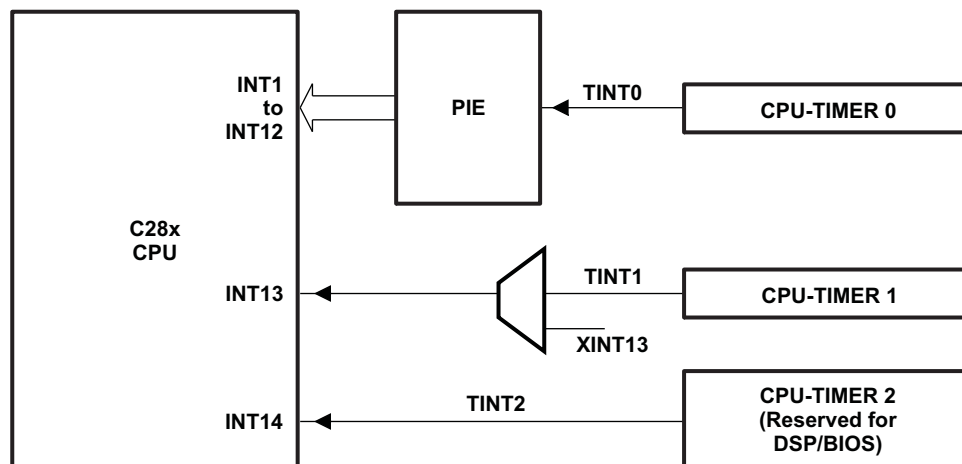 INT1
to
INT12
PIE
TINT0
CPU-TIMER 0
C28x
CPU
INT13
TINT1
XINT13
CPU-TIMER 1
INT14
TINT2
CPU-TIMER 2
(Reserved for
DSP/BIOS)